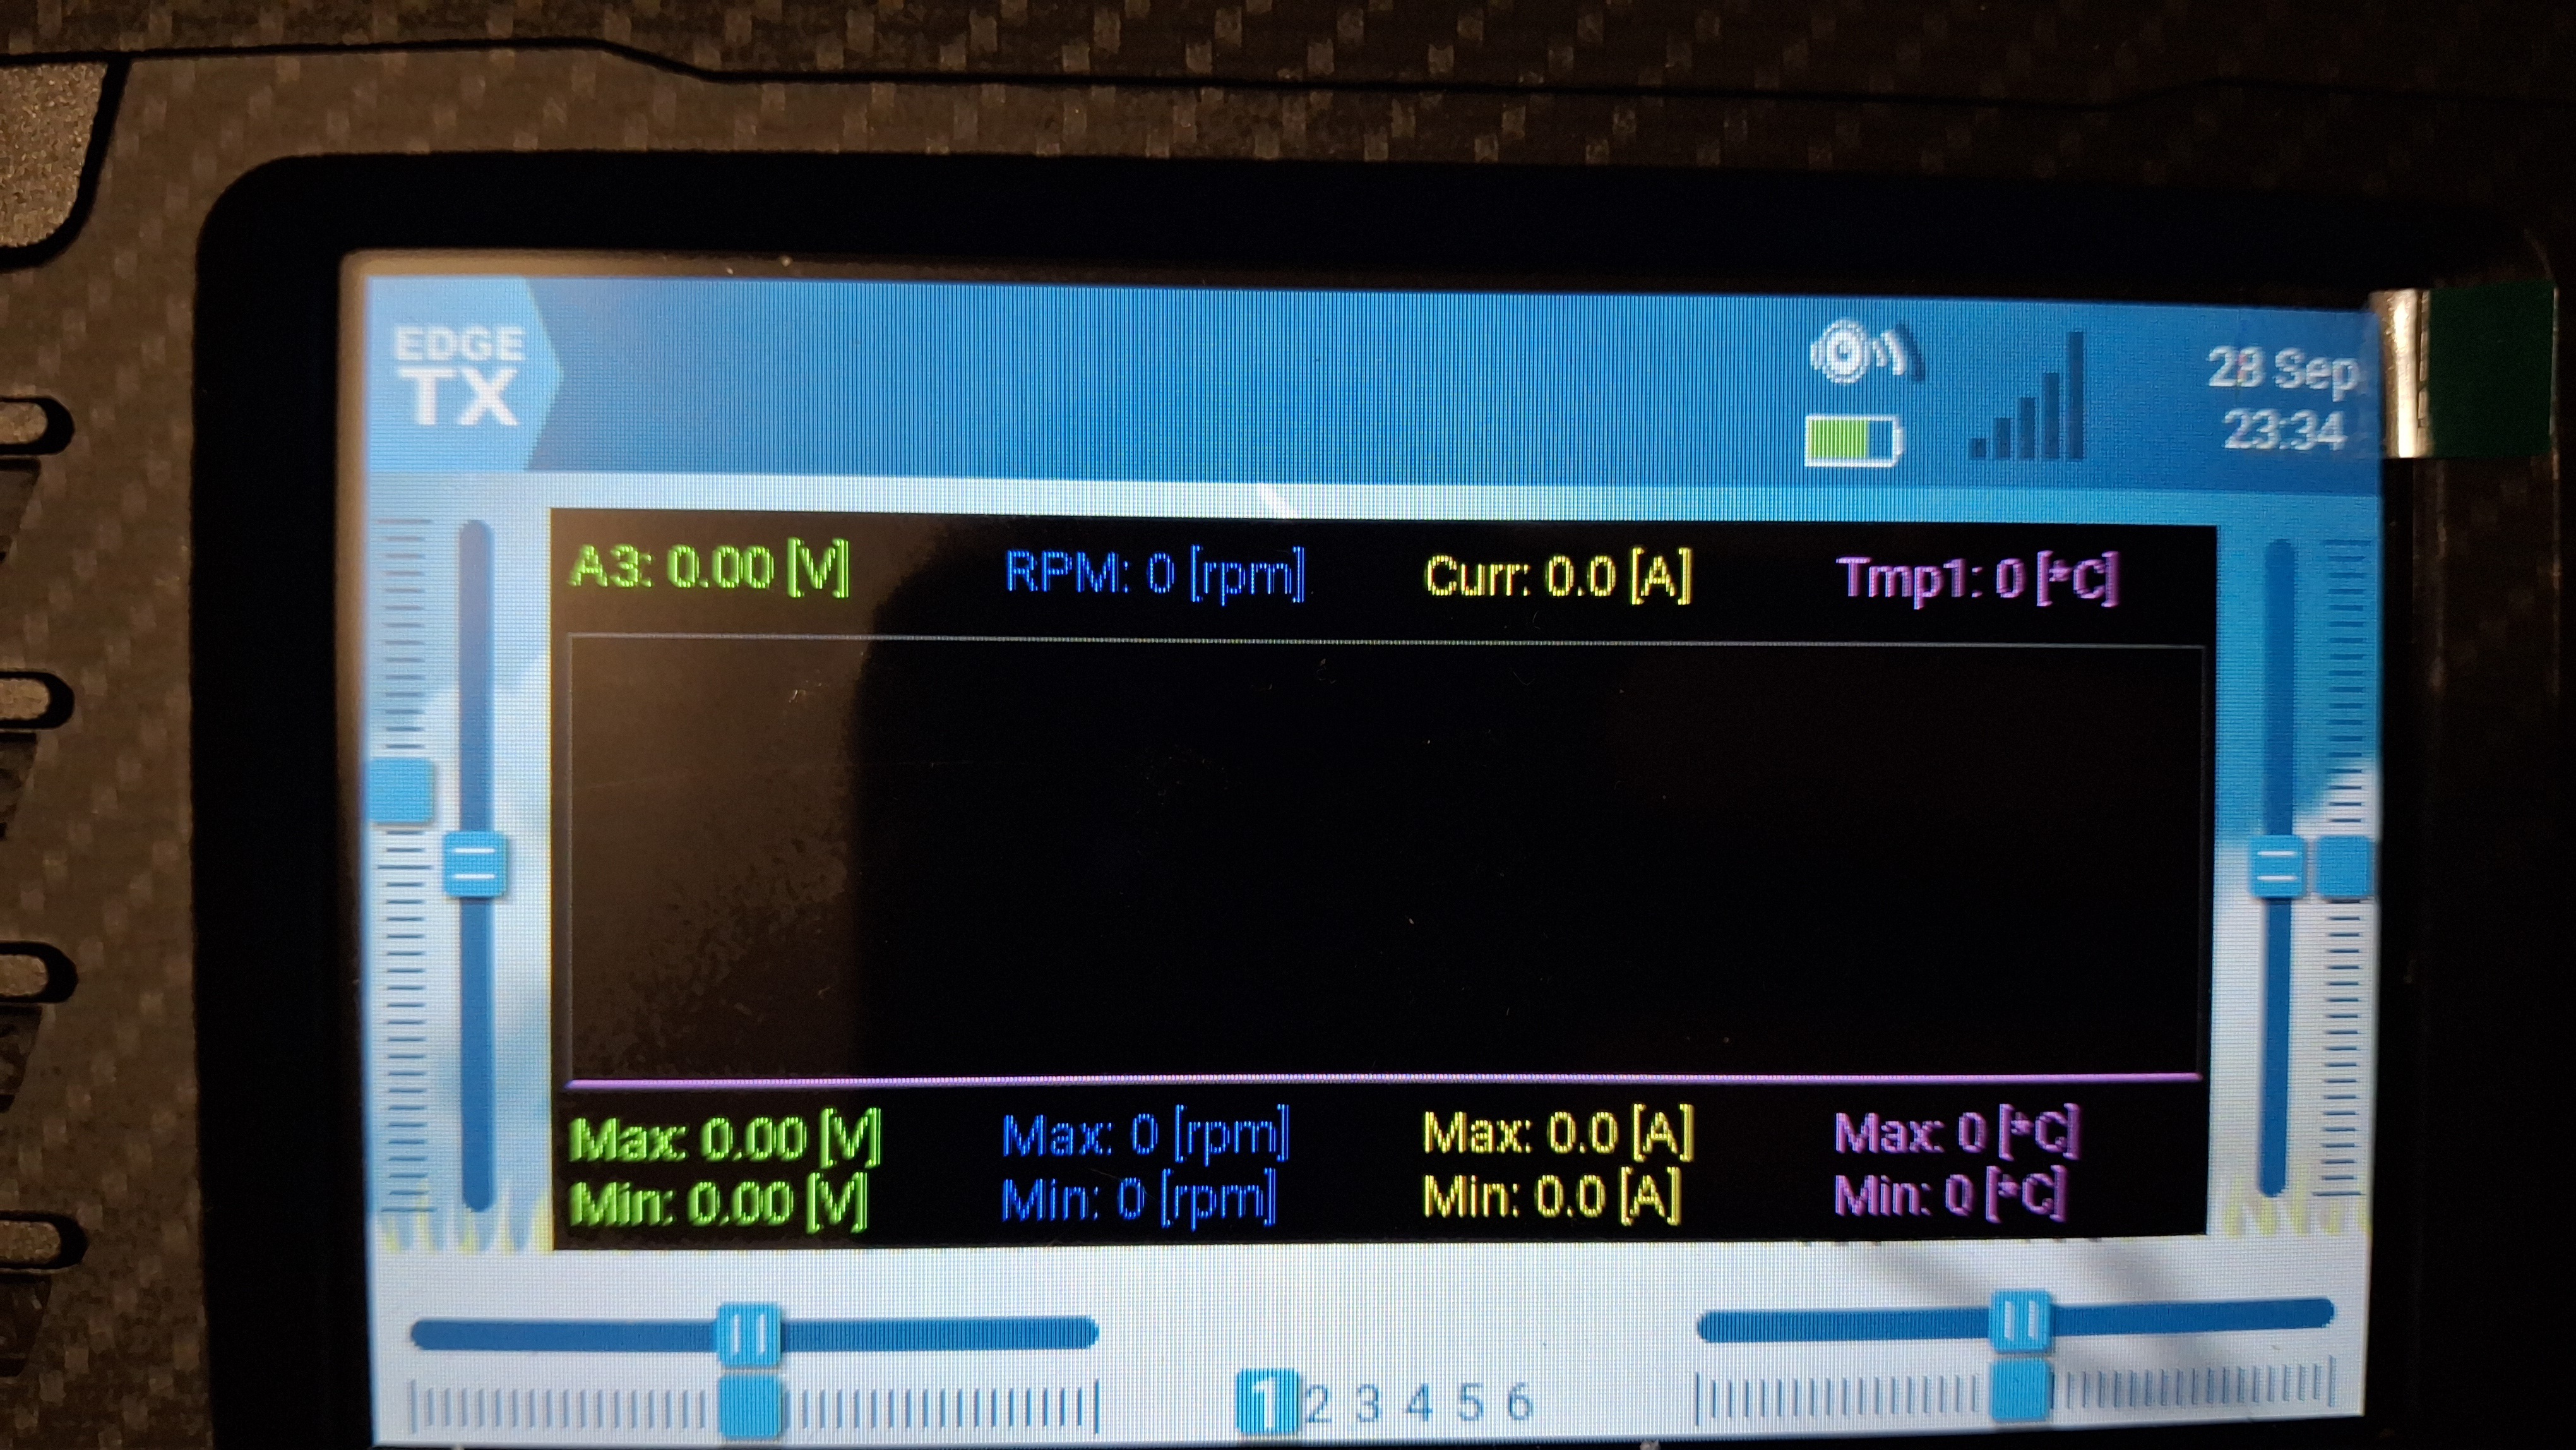 EDGE
TX
28 Sep
23:34
A3: 0.00 [V] RPM: 0 [rpm] Curr: 0.0 [A] Tmp1: 0 [*C]
Max: 0.00 [V] Max: 0 [rpm] Max: 0.0 [A] Max: 0 [*C]
Min: 0.00 [V] Min: 0 [rpm] Min: 0.0 [A] Min: 0 [*C]
1 2 3 4 5 6